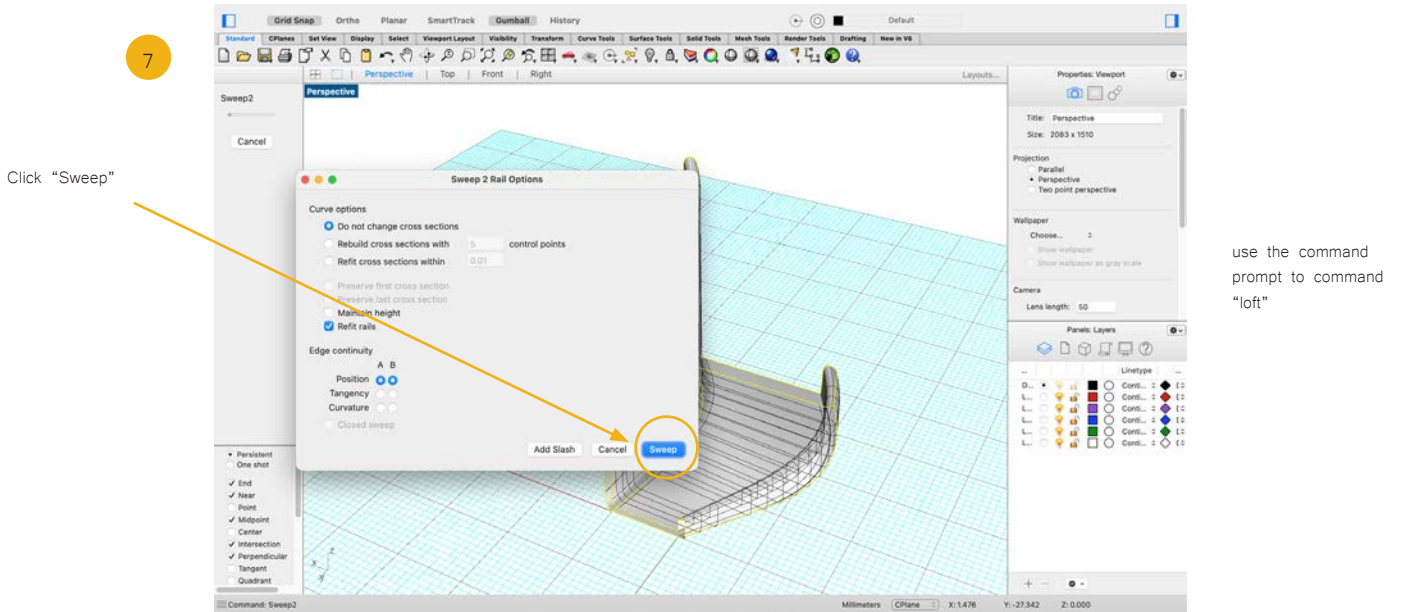 Grid Snap Ortho Planar SmartTrack Gumball History Default
Standard CPlanes Set View Display Select Viewport Layout Visibility Transform Curve Tools Surface Tools Solid Tools Mesh Tools Render Tools Drafting New in V6
7
Perspective | Top | Front | Right Layouts...
Sweep2
Cancel
Click “Sweep”
Perspective
Sweep 2 Rail Options
Curve options
Do not change cross sections
Rebuild cross sections with 5 control points
Refit cross sections within 0.01
Preserve first cross section
Preserve last cross section
Maintain height
Refit rails
Edge continuity
A B
Position
Tangency
Curvature
Closed sweep
Add Slash Cancel Sweep
Persistent
One shot
End
Near
Point
Midpoint
Center
Intersection
Perpendicular
Tangent
Quadrant
z
x
y
Properties: Viewport
Title: Perspective
Size: 2083 x 1510
Projection
Parallel
Perspective
Two point perspective
Wallpaper
Choose...
Show wallpaper
Show wallpaper as gray scale
Camera
Lens length: 50
Panels: Layers
... Linetype ...
D... Conti...
L... Conti...
L... Conti...
L... Conti...
L... Conti...
L... Conti...
use the command
prompt to command
“loft”
Command: Sweep2
Millimeters CPlane X: 1.476 Y: -27.342 Z: 0.000